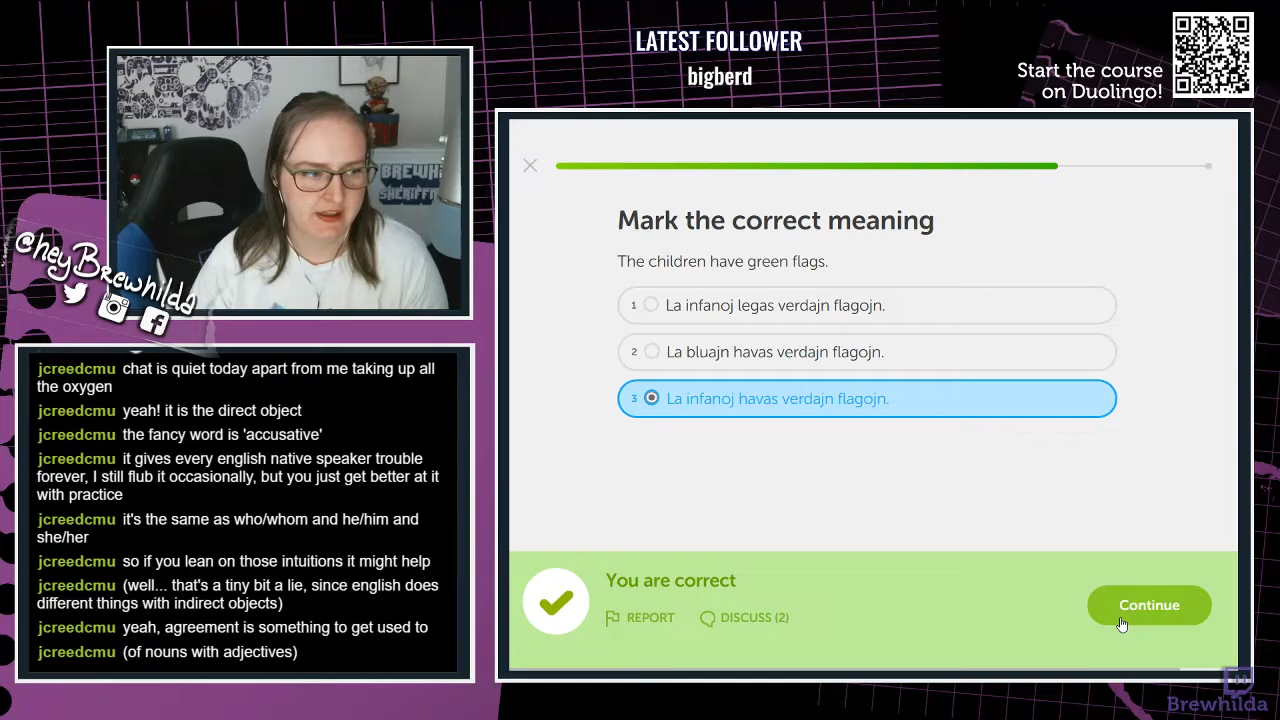 LATEST FOLLOWER
bigberd
Start the course
on Duolingo!
BREWH
SHERIFFN
@heyBrewhilda
Mark the correct meaning
The children have green flags.
1 La infanoj legas verdajn flagojn.
2 La bluajn havas verdajn flagojn.
3 La infanoj havas verdajn flagojn.
You are correct
REPORT DISCUSS (2)
Continue
jcreedcmu chat is quiet today apart from me taking up all
the oxygen
jcreedcmu yeah! it is the direct object
jcreedcmu the fancy word is 'accusative'
jcreedcmu it gives every english native speaker trouble
forever, I still flub it occasionally, but you just get better at it
with practice
jcreedcmu it's the same as who/whom and he/him and
she/her
jcreedcmu so if you lean on those intuitions it might help
jcreedcmu (well... that's a tiny bit a lie, since english does
different things with indirect objects)
jcreedcmu yeah, agreement is something to get used to
jcreedcmu (of nouns with adjectives)
Brewhilda